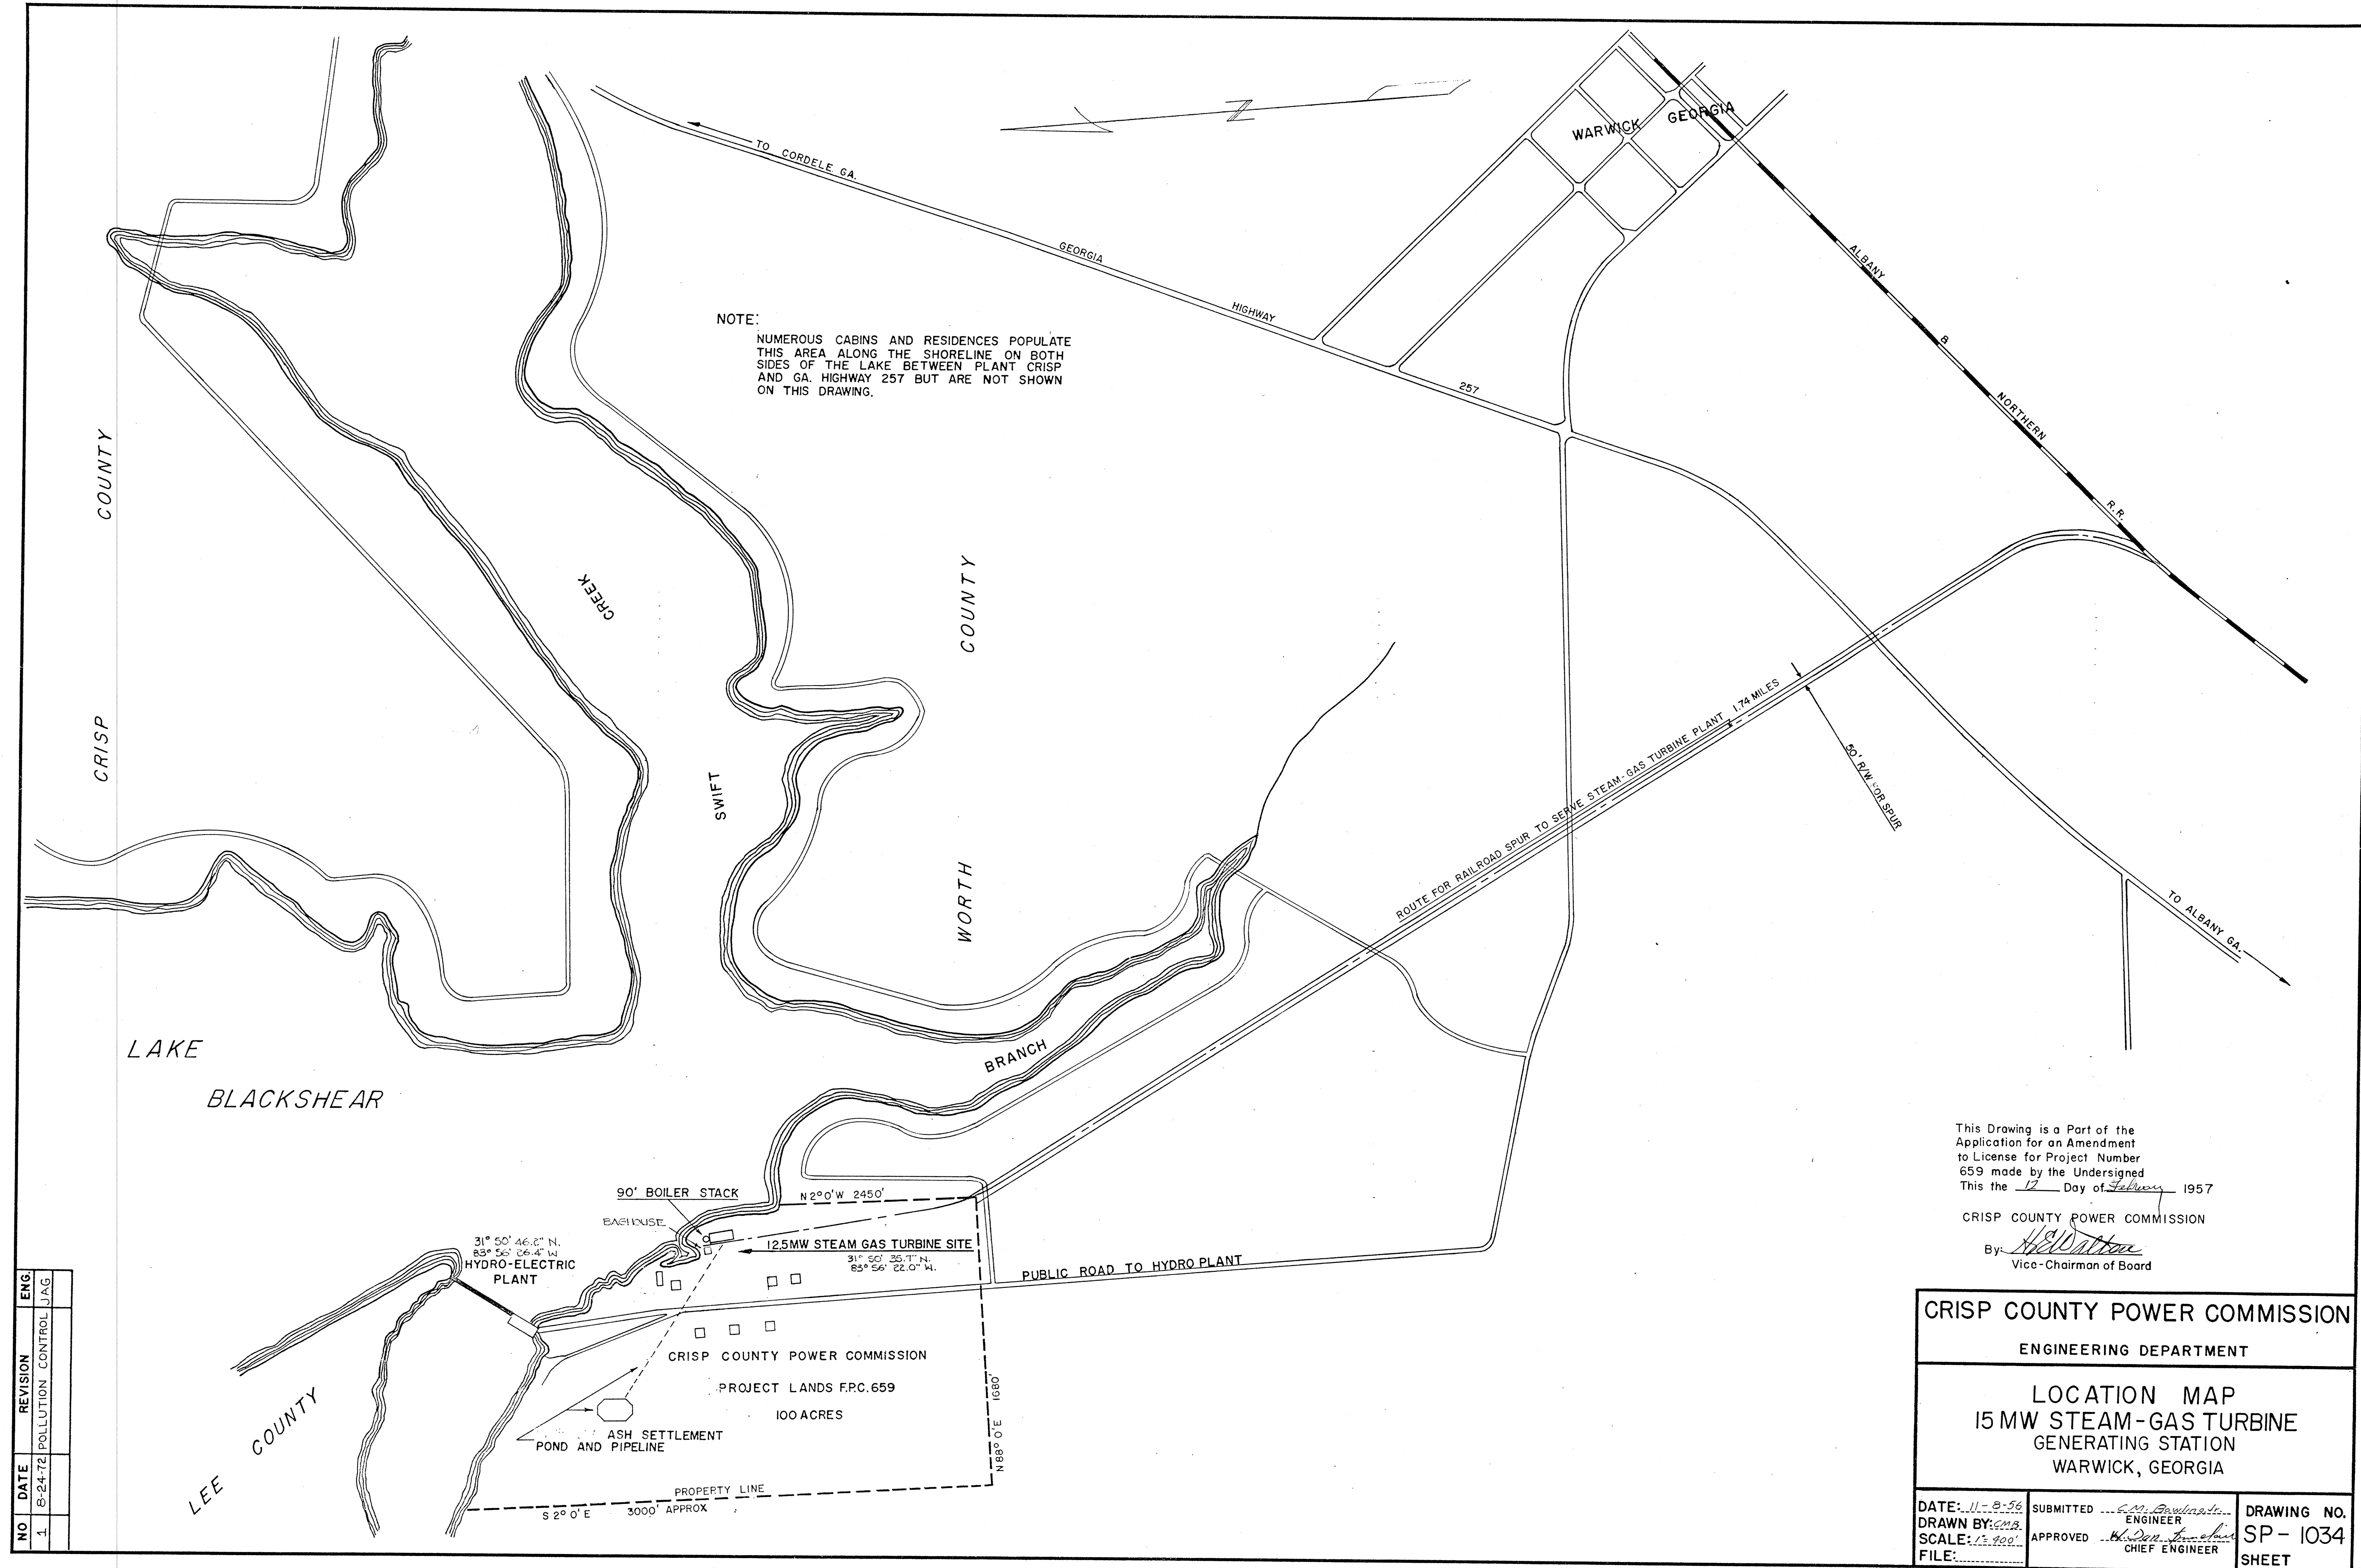 N
WARWICK GEORGIA
TO CORDELE GA.
GEORGIA
HIGHWAY
257
ALBANY
&
NORTHERN
R.R.
NOTE:
NUMEROUS CABINS AND RESIDENCES POPULATE
THIS AREA ALONG THE SHORELINE ON BOTH
SIDES OF THE LAKE BETWEEN PLANT CRISP
AND GA. HIGHWAY 257 BUT ARE NOT SHOWN
ON THIS DRAWING.
CRISP COUNTY
SWIFT CREEK
WORTH COUNTY
ROUTE FOR RAILROAD SPUR TO SERVE STEAM-GAS TURBINE PLANT 1.74 MILES
50' R/W FOR SPUR
TO ALBANY GA.
LAKE
BLACKSHEAR
BRANCH
90' BOILER STACK
BAGHOUSE
N 2° 0' W 2450'
31° 50' 46.2" N.
83° 56' 26.4" W
HYDRO-ELECTRIC
PLANT
12.5MW STEAM GAS TURBINE SITE
31° 50' 35.7" N.
83° 56' 22.0" W.
PUBLIC ROAD TO HYDRO PLANT
CRISP COUNTY POWER COMMISSION
PROJECT LANDS F.P.C. 659
100 ACRES
ASH SETTLEMENT
POND AND PIPELINE
N 88° 0' E 1680'
PROPERTY LINE
S 2° 0' E 3000' APPROX
LEE COUNTY
This Drawing is a Part of the
Application for an Amendment
to License for Project Number
659 made by the Undersigned
This the 12 Day of February 1957
CRISP COUNTY POWER COMMISSION
By:
Vice-Chairman of Board
CRISP COUNTY POWER COMMISSION
ENGINEERING DEPARTMENT
LOCATION MAP
15 MW STEAM-GAS TURBINE
GENERATING STATION
WARWICK, GEORGIA
DATE: 11-8-56
DRAWN BY: CMB
SCALE: 1"=900'
FILE:
SUBMITTED C.M. Bowling Jr.
ENGINEER
APPROVED
CHIEF ENGINEER
DRAWING NO.
SP-1034
SHEET
NO DATE REVISION ENG.
1 8-24-72 POLLUTION CONTROL JAG